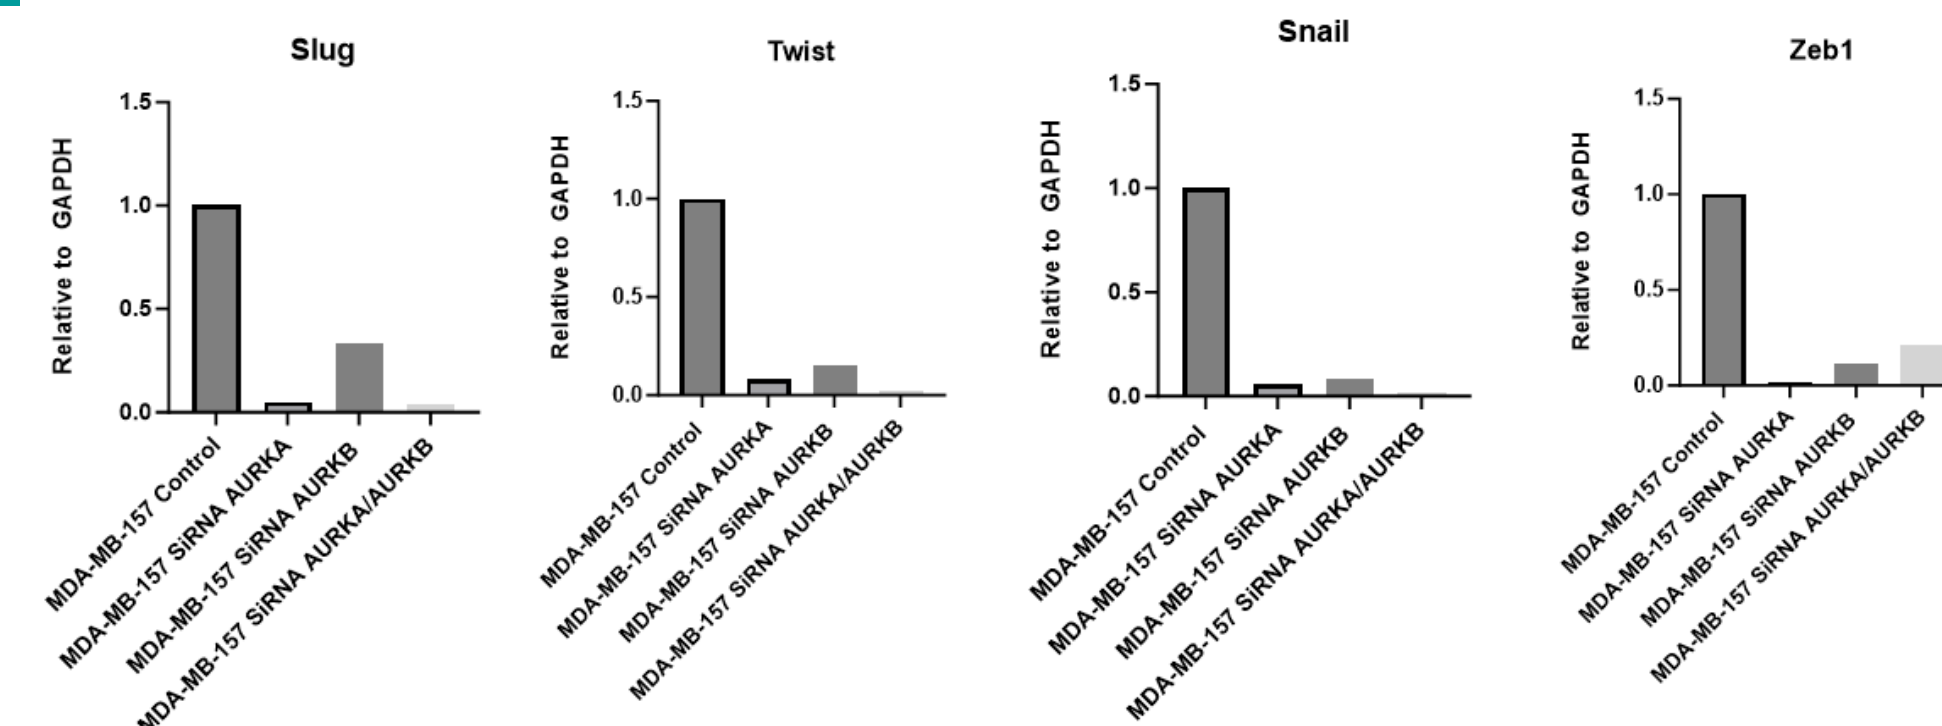 Slug
1.5
1.0
0.5
0.0
Relative to GAPDH
MDA-MB-157 Control
MDA-MB-157 SiRNA AURKA
MDA-MB-157 SiRNA AURKB
MDA-MB-157 SiRNA AURKA/AURKB
Twist
1.5
1.0
0.5
0.0
Relative to GAPDH
MDA-MB-157 Control
MDA-MB-157 SiRNA AURKA
MDA-MB-157 SiRNA AURKB
MDA-MB-157 SiRNA AURKA/AURKB
Snail
1.5
1.0
0.5
0.0
Relative to GAPDH
MDA-MB-157 Control
MDA-MB-157 SiRNA AURKA
MDA-MB-157 SiRNA AURKB
MDA-MB-157 SiRNA AURKA/AURKB
Zeb1
1.5
1.0
0.5
0.0
Relative to GAPDH
MDA-MB-157 Control
MDA-MB-157 SiRNA AURKA
MDA-MB-157 SiRNA AURKB
MDA-MB-157 SiRNA AURKA/AURKB